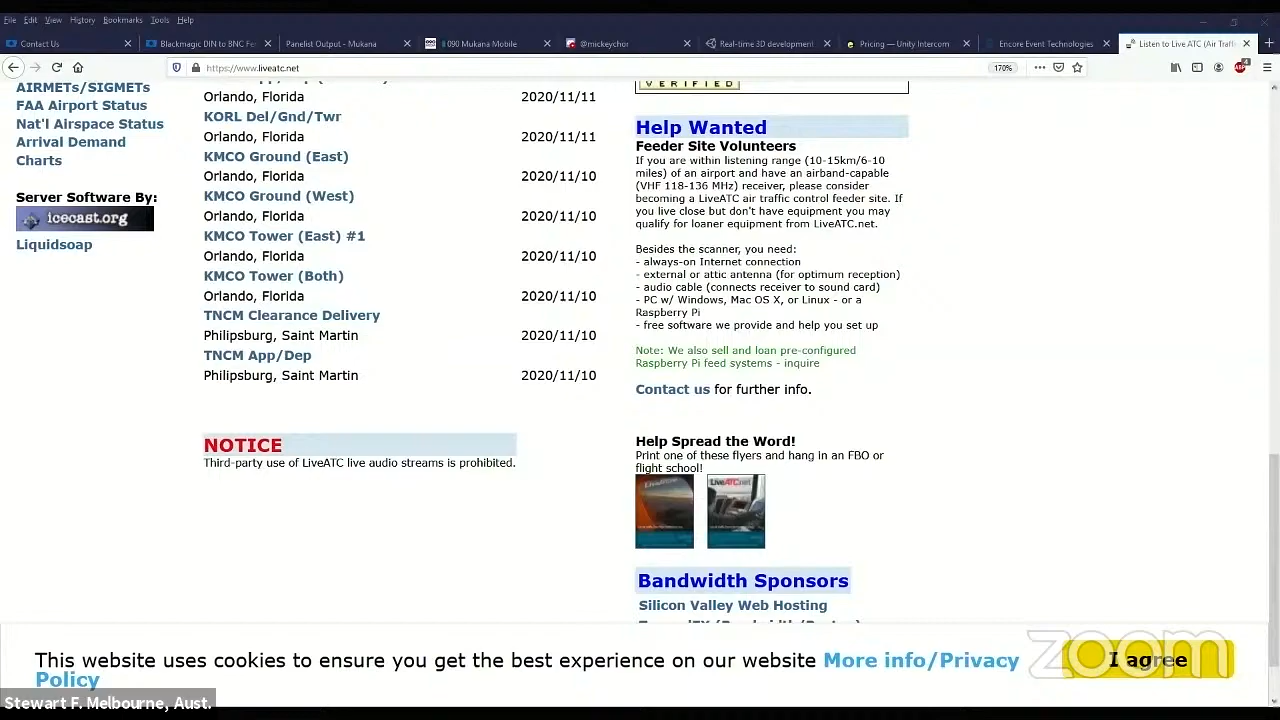 File Edit View History Bookmarks Tools Help
Contact Us
Blackmagic DIN to BNC Fe
Panelist Output - Mukana
II 090 Mukana Mobile
@mickeychor
Real-time 3D development
Pricing — Unity Intercom
Encore Event Technologies
Listen to Live ATC (Air Traff
https://www.liveatc.net
170%
AIRMETs/SIGMETs
FAA Airport Status
Nat'l Airspace Status
Arrival Demand
Charts
Server Software By:
icecast.org
Liquidsoap
Orlando, Florida 2020/11/11
KORL Del/Gnd/Twr
Orlando, Florida 2020/11/11
KMCO Ground (East)
Orlando, Florida 2020/11/10
KMCO Ground (West)
Orlando, Florida 2020/11/10
KMCO Tower (East) #1
Orlando, Florida 2020/11/10
KMCO Tower (Both)
Orlando, Florida 2020/11/10
TNCM Clearance Delivery
Philipsburg, Saint Martin 2020/11/10
TNCM App/Dep
Philipsburg, Saint Martin 2020/11/10
NOTICE
Third-party use of LiveATC live audio streams is prohibited.
VERIFIED
Help Wanted
Feeder Site Volunteers
If you are within listening range (10-15km/6-10
miles) of an airport and have an airband-capable
(VHF 118-136 MHz) receiver, please consider
becoming a LiveATC air traffic control feeder site. If
you live close but don't have equipment you may
qualify for loaner equipment from LiveATC.net.
Besides the scanner, you need:
- always-on Internet connection
- external or attic antenna (for optimum reception)
- audio cable (connects receiver to sound card)
- PC w/ Windows, Mac OS X, or Linux - or a
Raspberry Pi
- free software we provide and help you set up
Note: We also sell and loan pre-configured
Raspberry Pi feed systems - inquire
Contact us for further info.
Help Spread the Word!
Print one of these flyers and hang in an FBO or
flight school!
LiveATC.net
Bandwidth Sponsors
Silicon Valley Web Hosting
This website uses cookies to ensure you get the best experience on our website More info/Privacy
Policy
I agree
zoom
Stewart F. Melbourne, Aust.